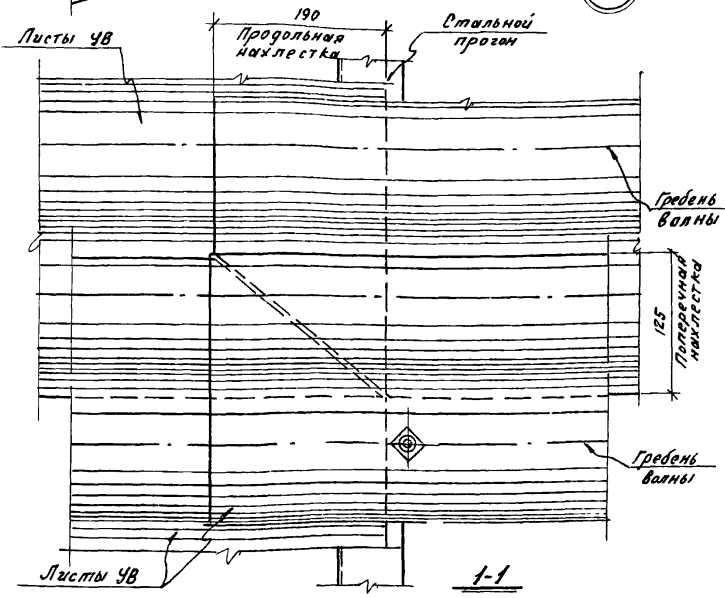 190
Продольная
нахлестка
Стальной
прогон
Листы УВ
Гребень
волны
125
Поперечная
нахлестка
Гребень
волны
Листы УВ
1-1